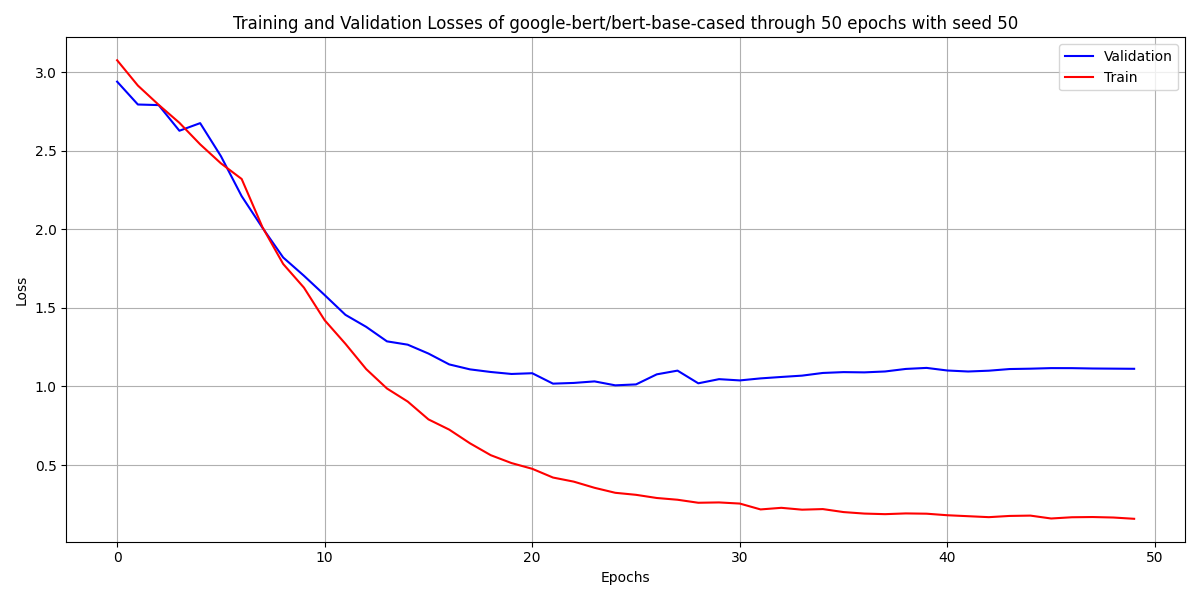 Training and Validation Losses of google-bert/bert-base-cased through 50 epochs with seed 50
Validation
Train
Loss
3.0
2.5
2.0
1.5
1.0
0.5
0 10 20 30 40 50
Epochs